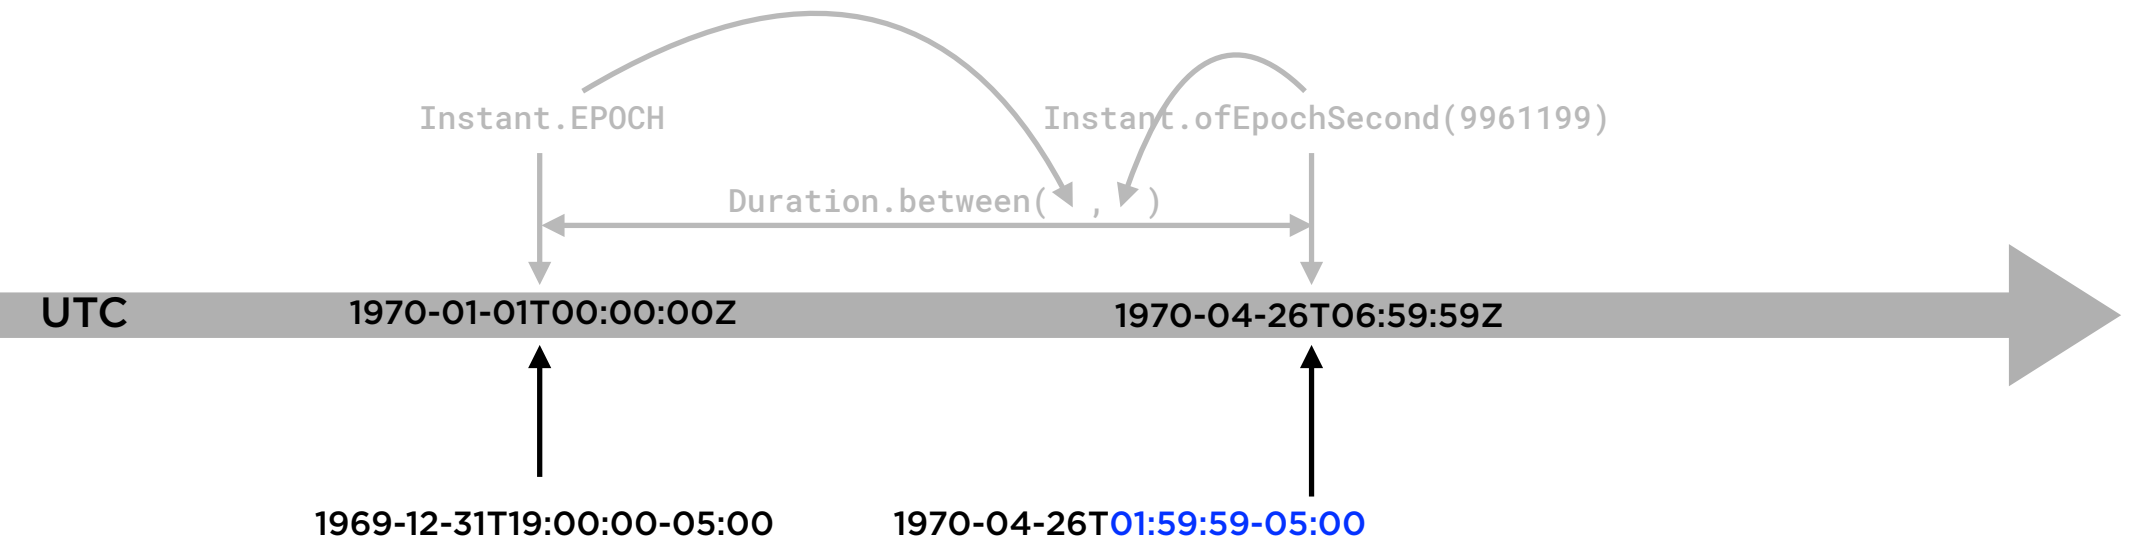 Instant.EPOCH
Instant.ofEpochSecond(9961199)
Duration.between( , )
UTC
1970-01-01T00:00:00Z
1970-04-26T06:59:59Z
1969-12-31T19:00:00-05:00
1970-04-26T01:59:59-05:00